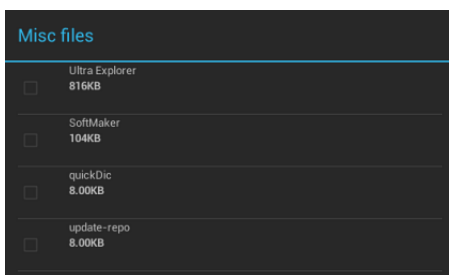 Misc files
Ultra Explorer
816KB
SoftMaker
104KB
quickDic
8.00KB
update-repo
8.00KB